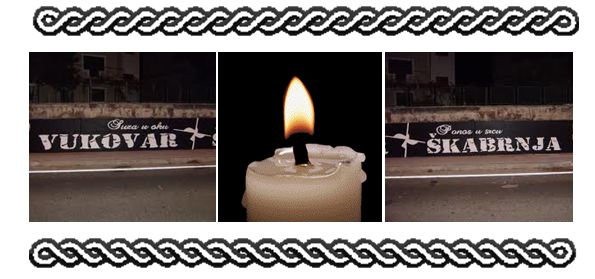 Suza u oku
VUKOVAR
Ponos u srcu
ŠKABRNJA